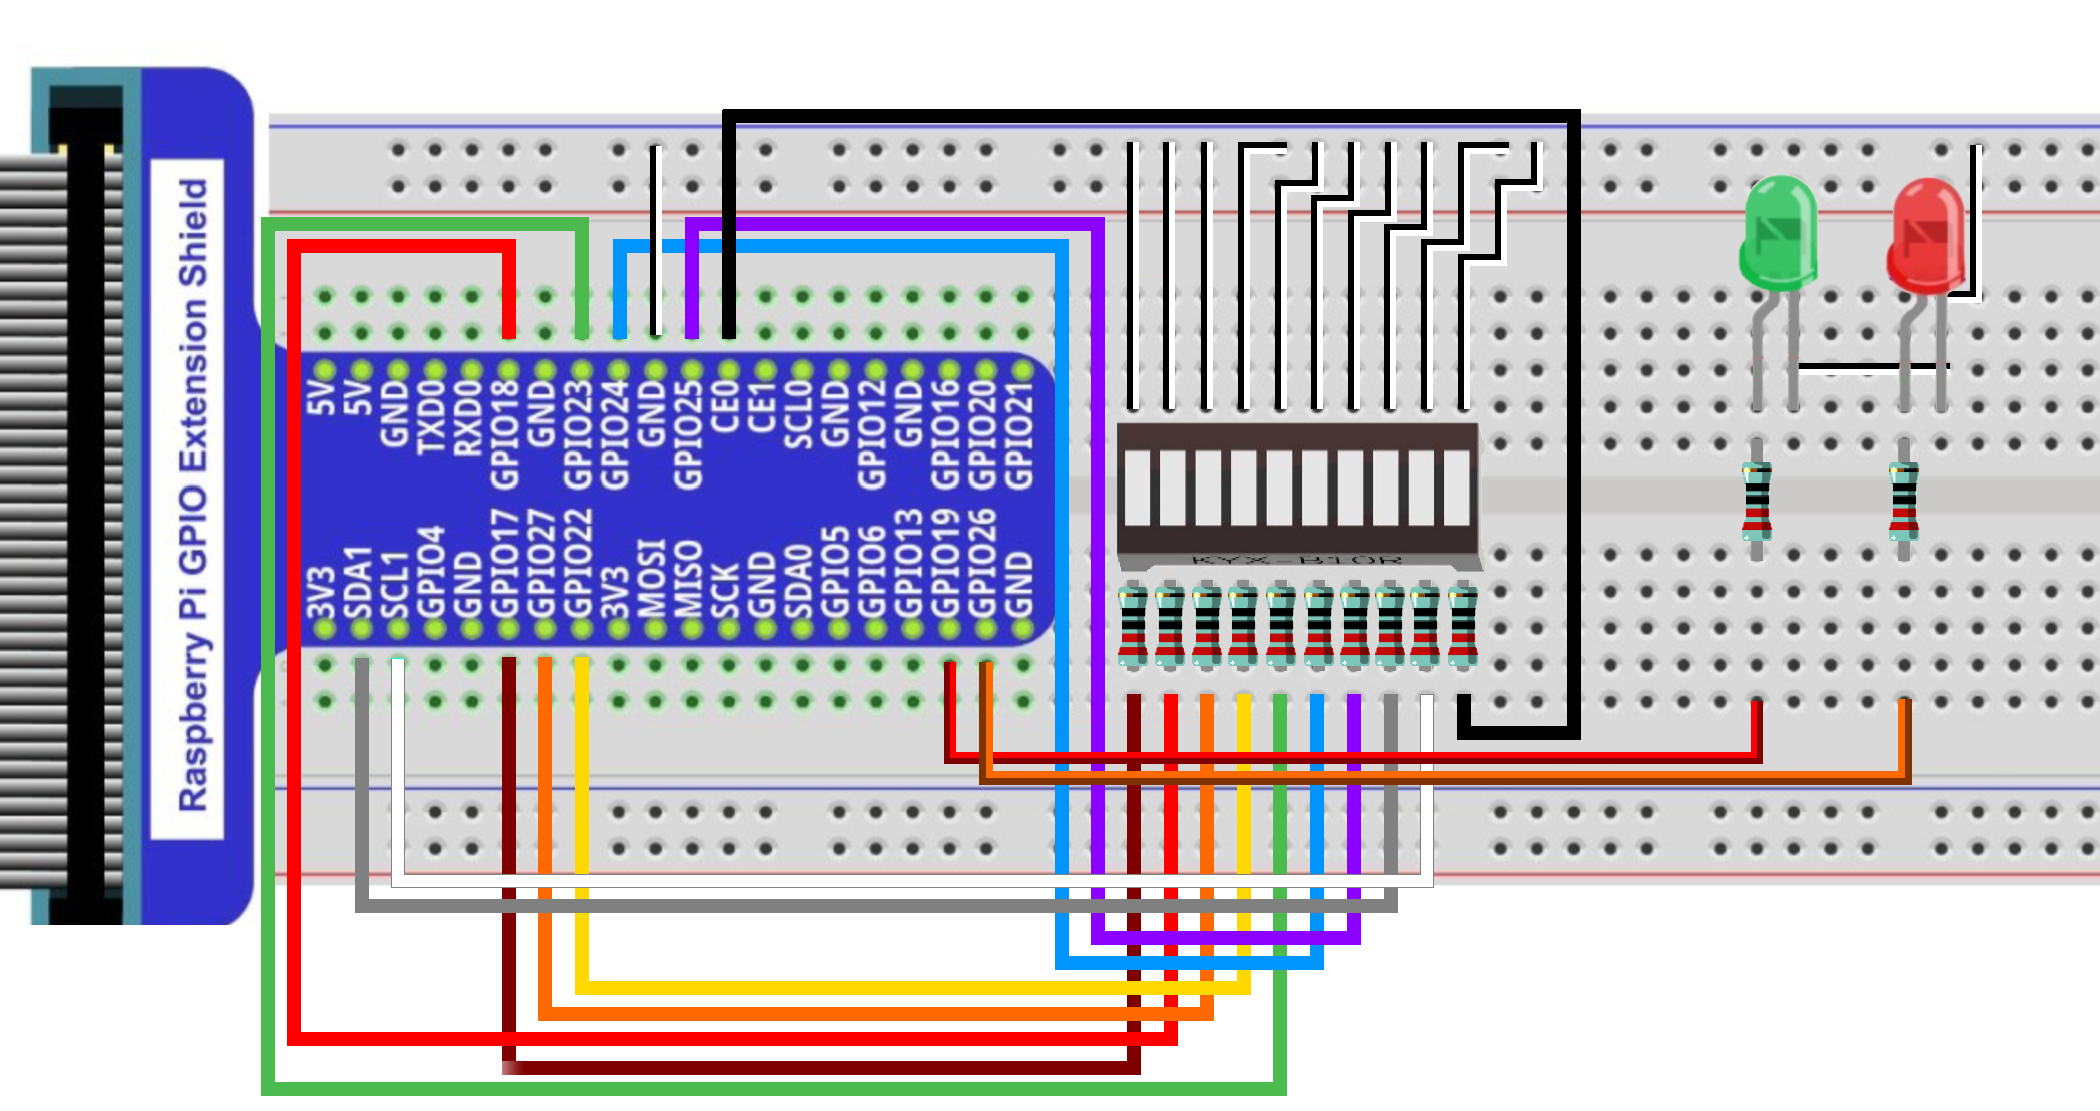 Raspberry Pi GPIO Extension Shield
5V
5V
GND
TXD0
RXD0
GPIO18
GND
GPIO23
GPIO24
GND
GPIO25
CE0
CE1
SCL0
GND
GPIO12
GND
GPIO16
GPIO20
GPIO21
3V3
SDA1
SCL1
GPIO4
GND
GPIO17
GPIO27
GPIO22
3V3
MOSI
MISO
SCK
GND
SDA0
GPIO5
GPIO6
GPIO13
GPIO19
GPIO26
GND
KYX-B10R